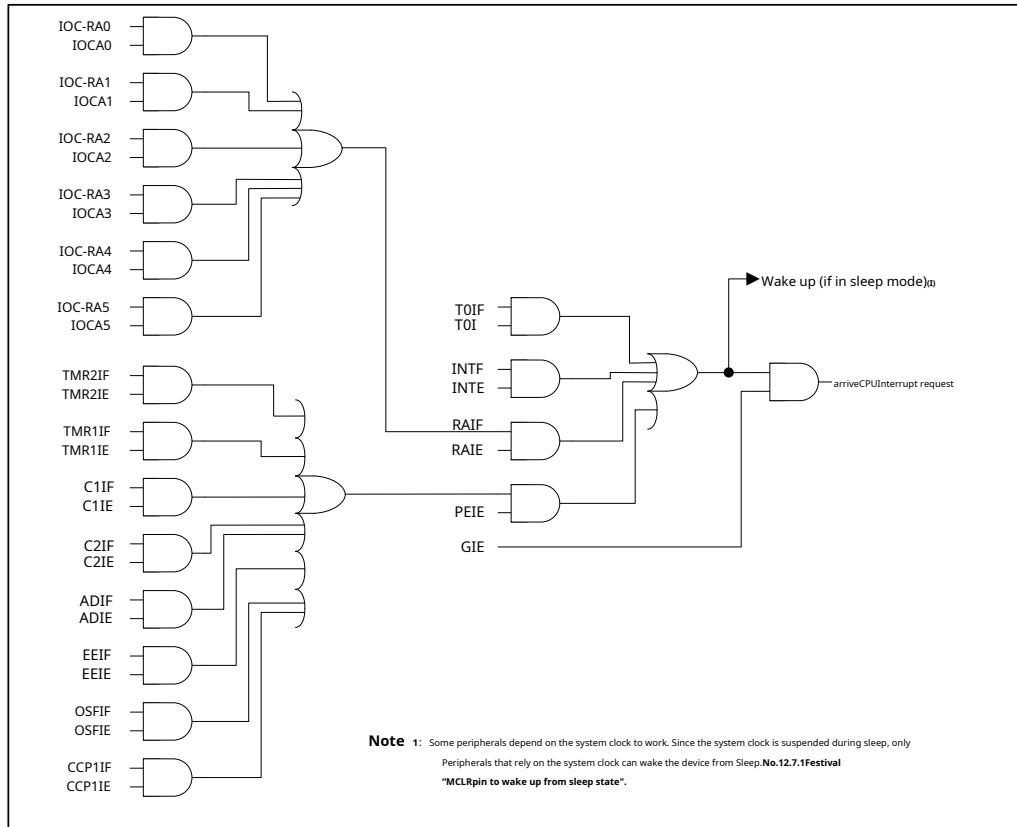 IOC-RA0
IOCA0
IOC-RA1
IOCA1
IOC-RA2
IOCA2
IOC-RA3
IOCA3
IOC-RA4
IOCA4
IOC-RA5
IOCA5
TMR2IF
TMR2IE
TMR1IF
TMR1IE
C1IF
C1IE
C2IF
C2IE
ADIF
ADIE
EEIF
EEIE
OSFIF
OSFIE
CCP1IF
CCP1IE
T0IF
T0I
INTF
INTE
RAIF
RAIE
PEIE
GIE
Wake up (if in sleep mode)(1)
arriveCPUInterrupt request
Note 1: Some peripherals depend on the system clock to work. Since the system clock is suspended during sleep, only
Peripherals that rely on the system clock can wake the device from Sleep.No.12.7.1Festival
"MCLRpin to wake up from sleep state".